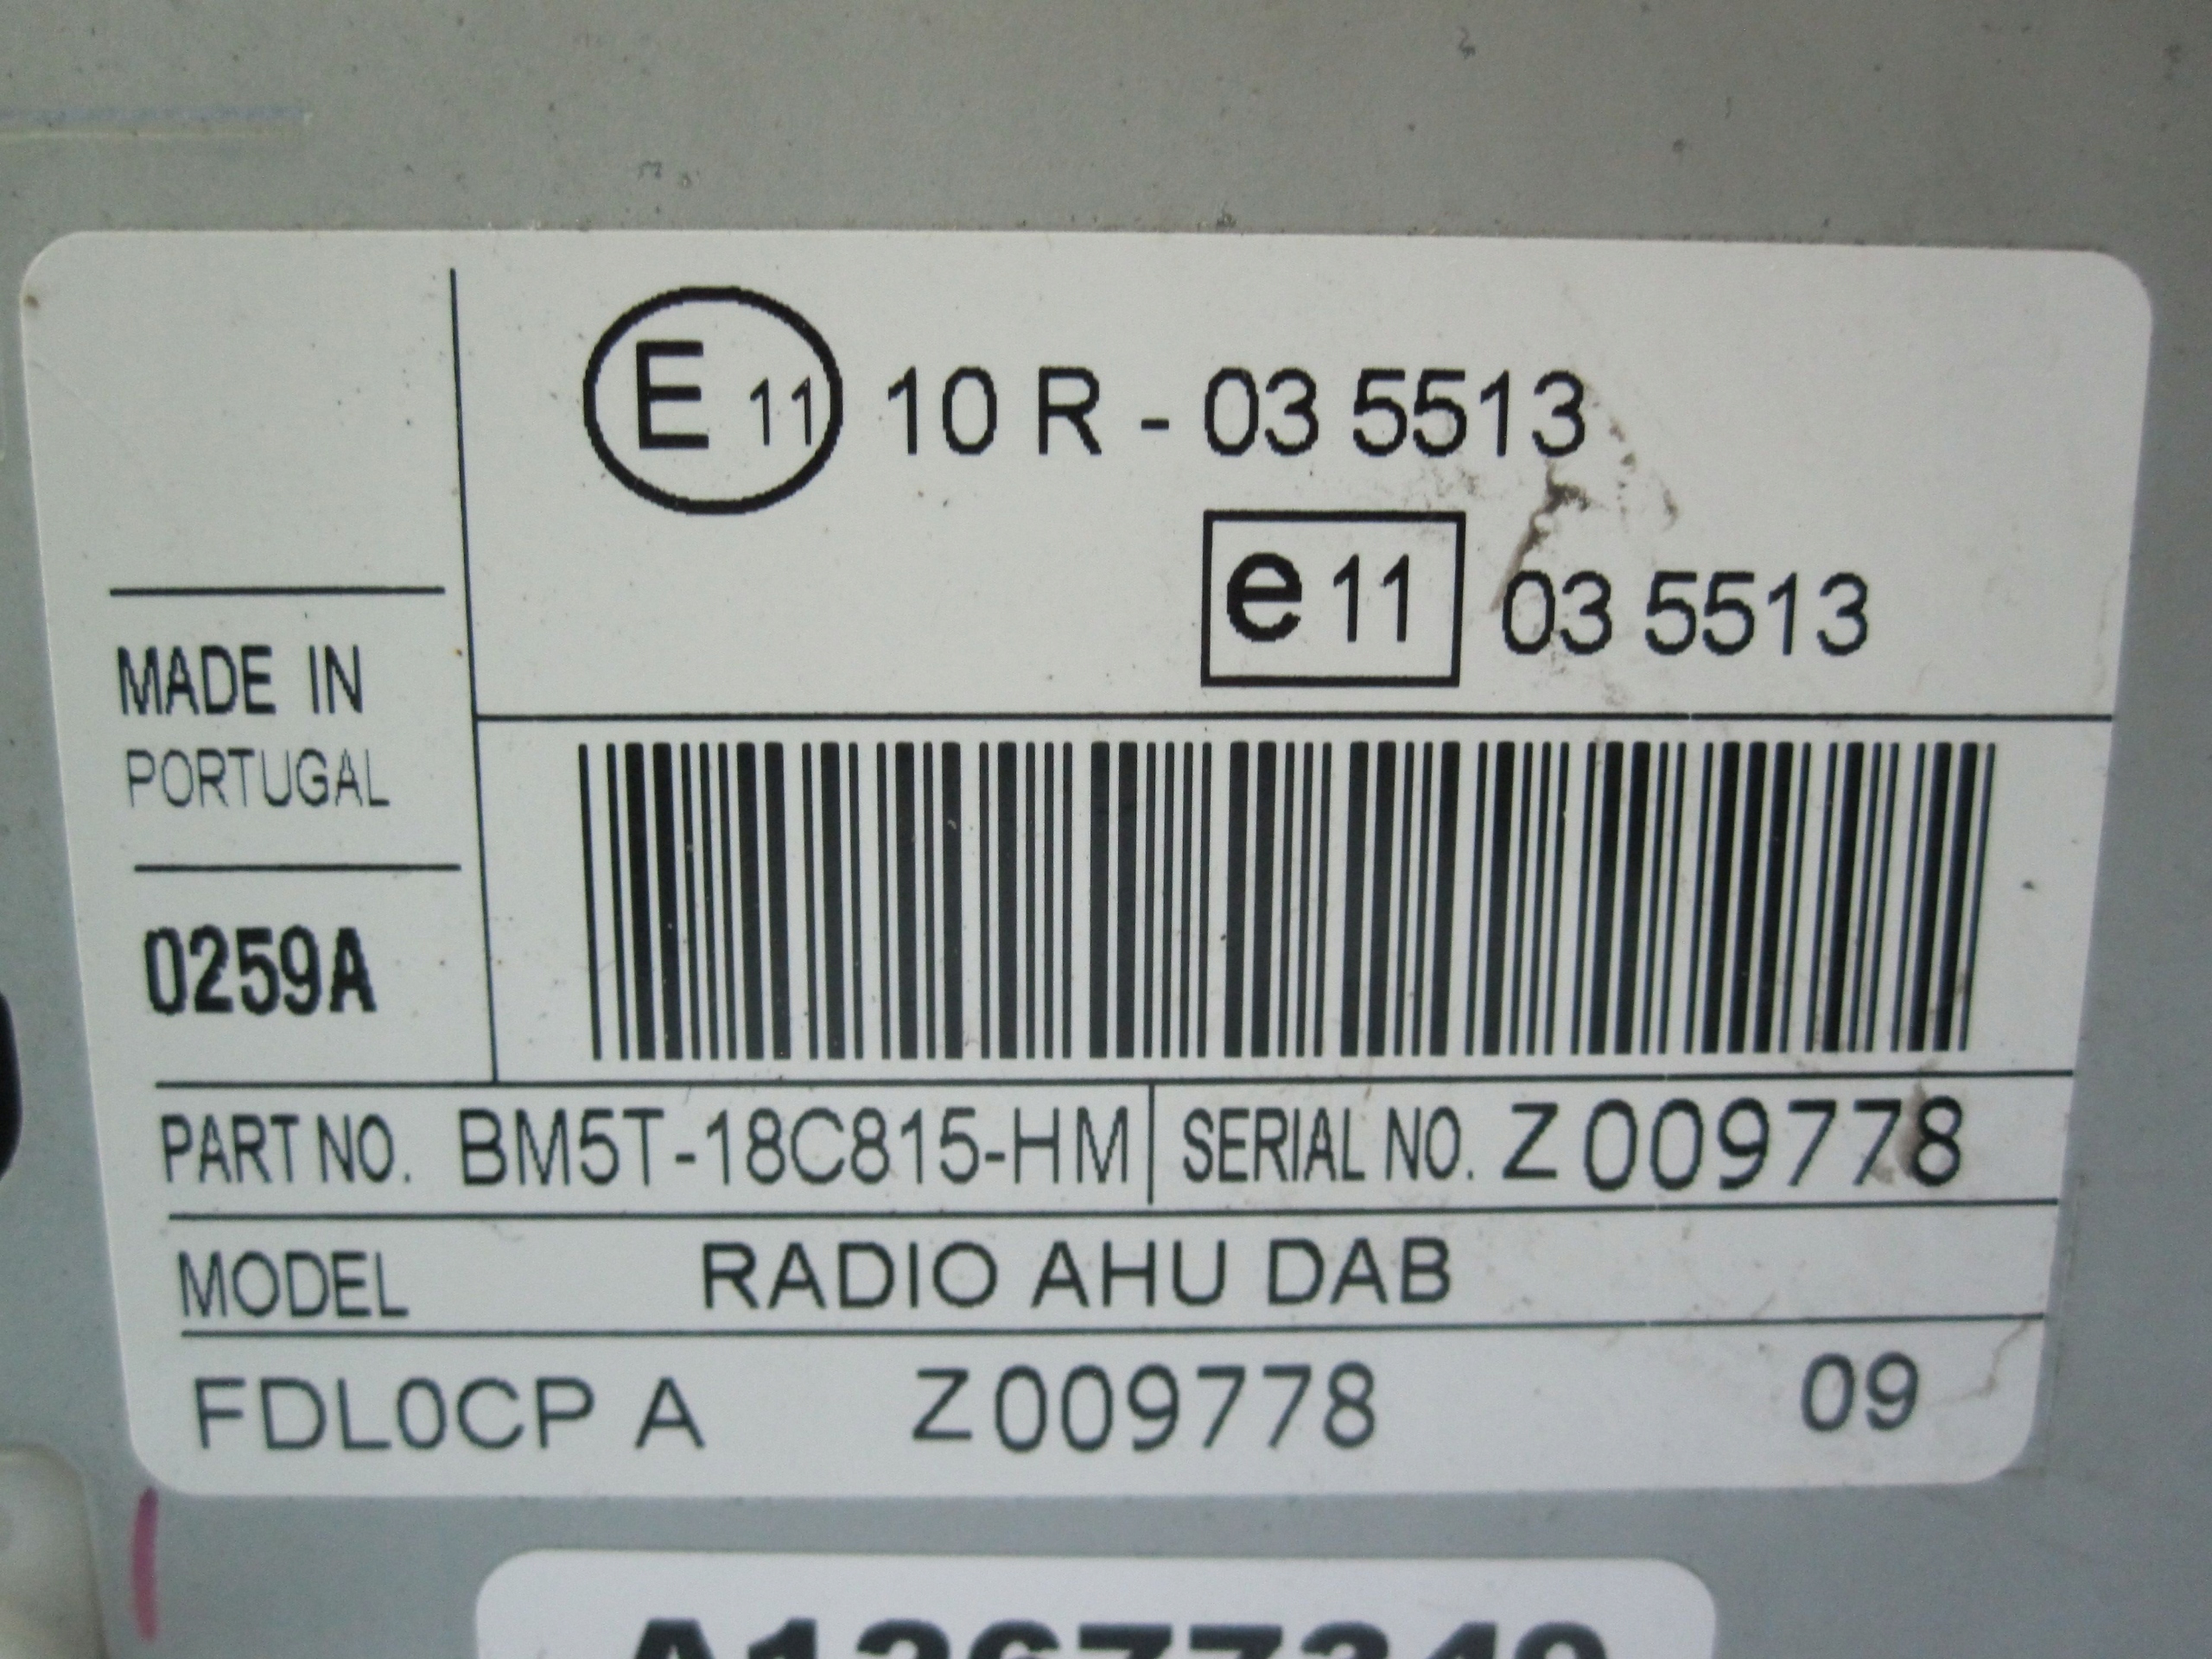 E 11 10 R - 03 5513
e 11 03 5513
MADE IN
PORTUGAL
0259A
PART NO. BM5T-18C815-HM SERIAL NO. Z009778
MODEL RADIO AHU DAB
FDL0CP A Z009778 09